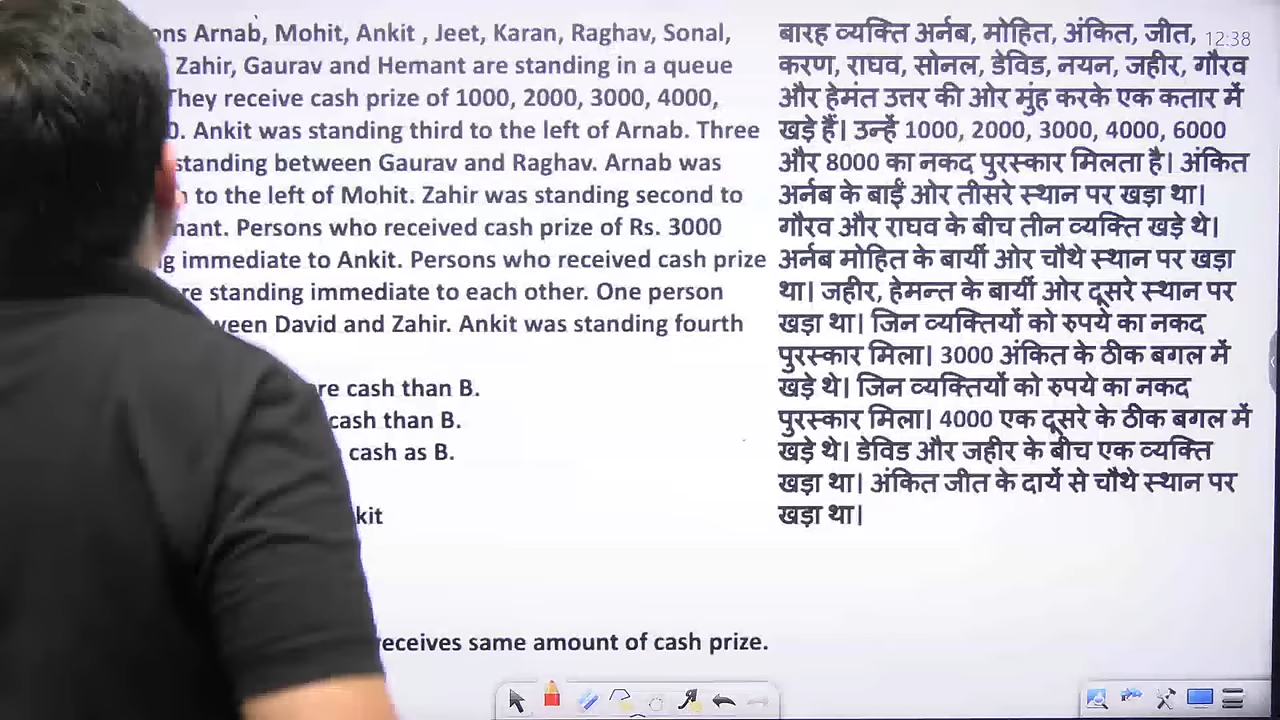 Arnab, Mohit, Ankit , Jeet, Karan, Raghav, Sonal,
Zahir, Gaurav and Hemant are standing in a queue
They receive cash prize of 1000, 2000, 3000, 4000,
Ankit was standing third to the left of Arnab. Three
standing between Gaurav and Raghav. Arnab was
to the left of Mohit. Zahir was standing second to
Persons who received cash prize of Rs. 3000
immediate to Ankit. Persons who received cash prize
standing immediate to each other. One person
David and Zahir. Ankit was standing fourth
cash than B.
cash than B.
cash as B.
receives same amount of cash prize.
बारह व्यक्ति अर्नब, मोहित, अंकित, जीत,
12:38
करण, राघव, सोनल, डेविड, नयन, जहीर, गौरव
और हेमंत उत्तर की ओर मुंह करके एक कतार में
खड़े हैं। उन्हें 1000, 2000, 3000, 4000, 6000
और 8000 का नकद पुरस्कार मिलता है। अंकित
अर्नब के बाईं ओर तीसरे स्थान पर खड़ा था।
गौरव और राघव के बीच तीन व्यक्ति खड़े थे।
अर्नब मोहित के बायीं ओर चौथे स्थान पर खड़ा
था। जहीर, हेमन्त के बायीं ओर दूसरे स्थान पर
खड़ा था। जिन व्यक्तियों को रुपये का नकद
पुरस्कार मिला। 3000 अंकित के ठीक बगल में
खड़े थे। जिन व्यक्तियों को रुपये का नकद
पुरस्कार मिला। 4000 एक दूसरे के ठीक बगल में
खड़े थे। डेविड और जहीर के बीच एक व्यक्ति
खड़ा था। अंकित जीत के दायें से चौथे स्थान पर
खड़ा था।